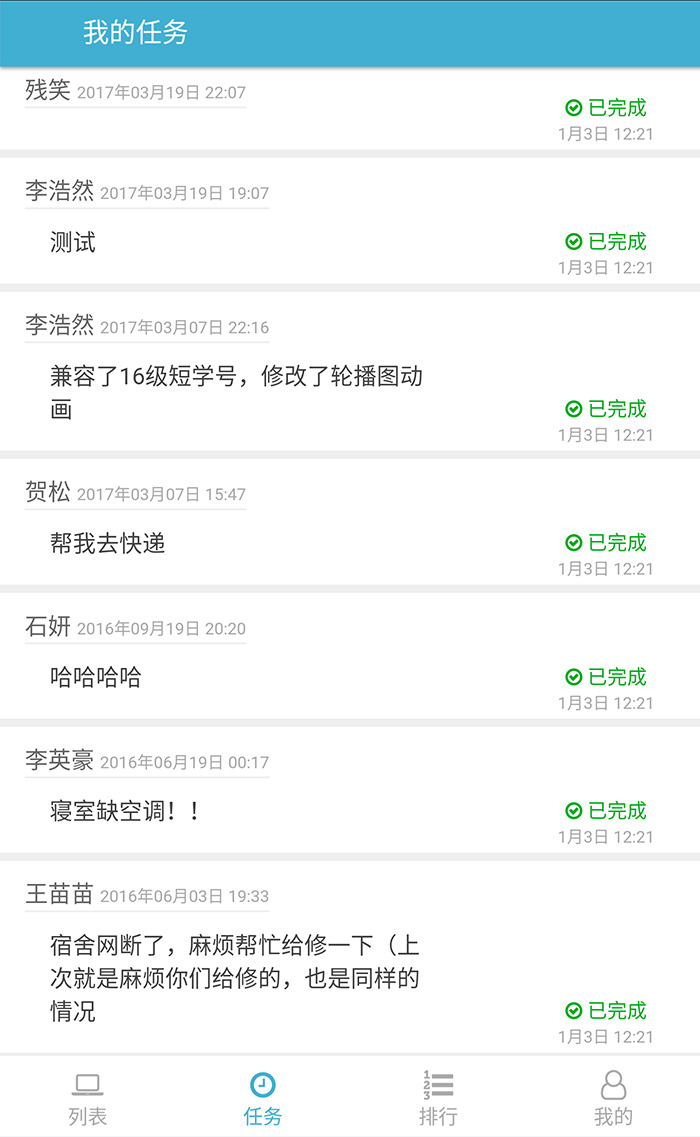 我的任务
残笑 2017年03月19日 22:07
已完成
1月3日 12:21
李浩然 2017年03月19日 19:07
测试
已完成
1月3日 12:21
李浩然 2017年03月07日 22:16
兼容了16级短学号，修改了轮播图动
画
已完成
1月3日 12:21
贺松 2017年03月07日 15:47
帮我去快递
已完成
1月3日 12:21
石妍 2016年09月19日 20:20
哈哈哈哈
已完成
1月3日 12:21
李英豪 2016年06月19日 00:17
寝室缺空调！！
已完成
1月3日 12:21
王苗苗 2016年06月03日 19:33
宿舍网断了，麻烦帮忙给修一下（上
次就是麻烦你们给修的，也是同样的
情况
已完成
1月3日 12:21
列表 任务 排行 我的